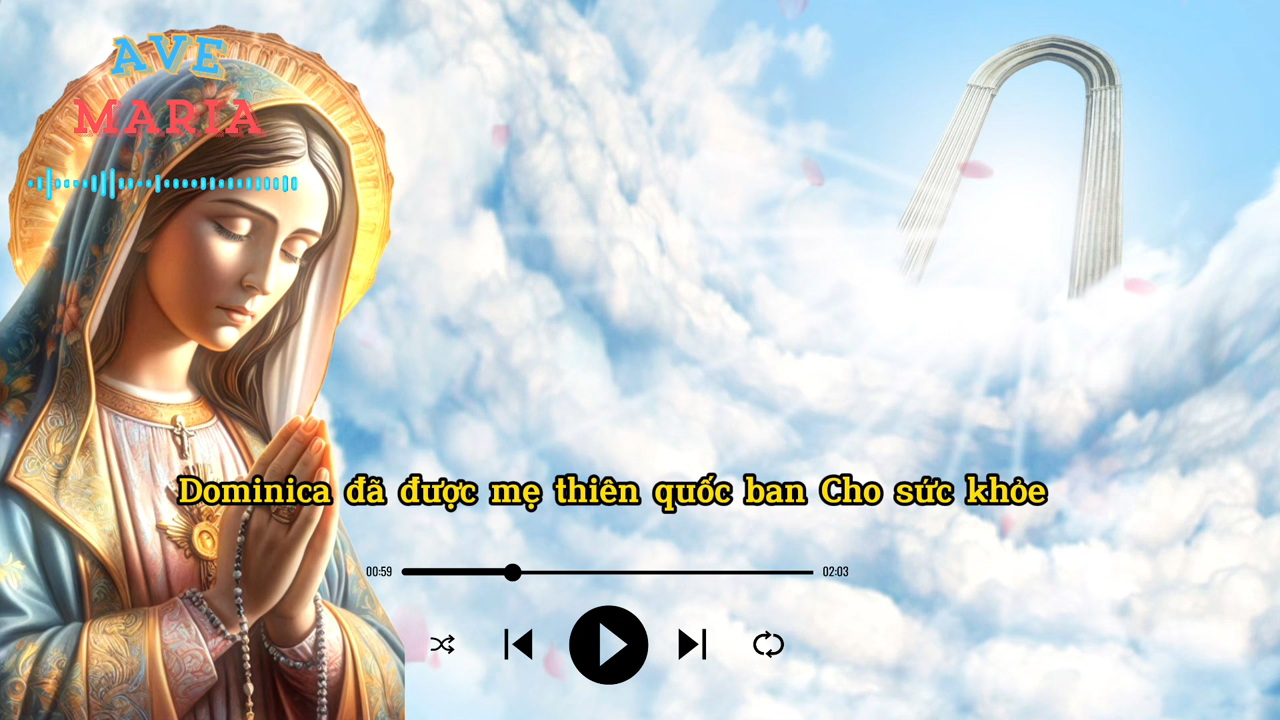 AVE
MARIA
Dominica đã được mẹ thiên quốc ban Cho sức khỏe
00:59 02:03